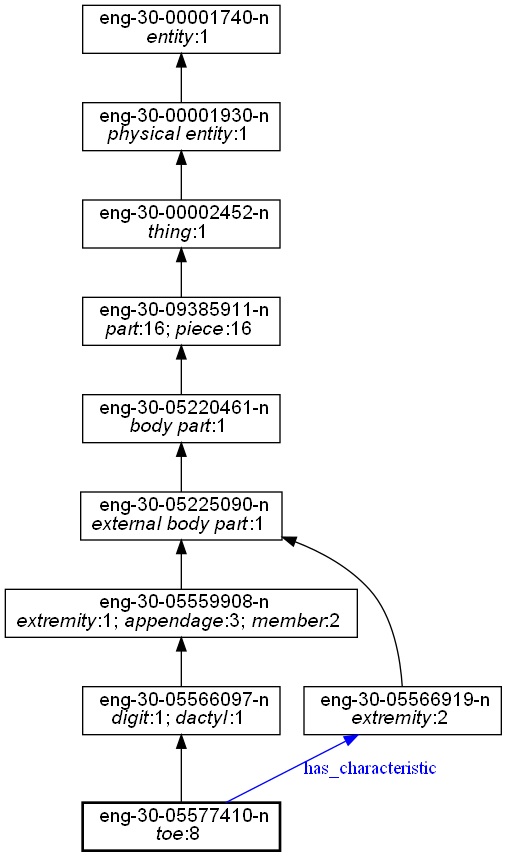 eng-30-00001740-n
entity:1
eng-30-00001930-n
physical entity:1
eng-30-00002452-n
thing:1
eng-30-09385911-n
part:16; piece:16
eng-30-05220461-n
body part:1
eng-30-05225090-n
external body part:1
eng-30-05559908-n
extremity:1; appendage:3; member:2
eng-30-05566097-n
digit:1; dactyl:1
eng-30-05566919-n
extremity:2
has_characteristic
eng-30-05577410-n
toe:8